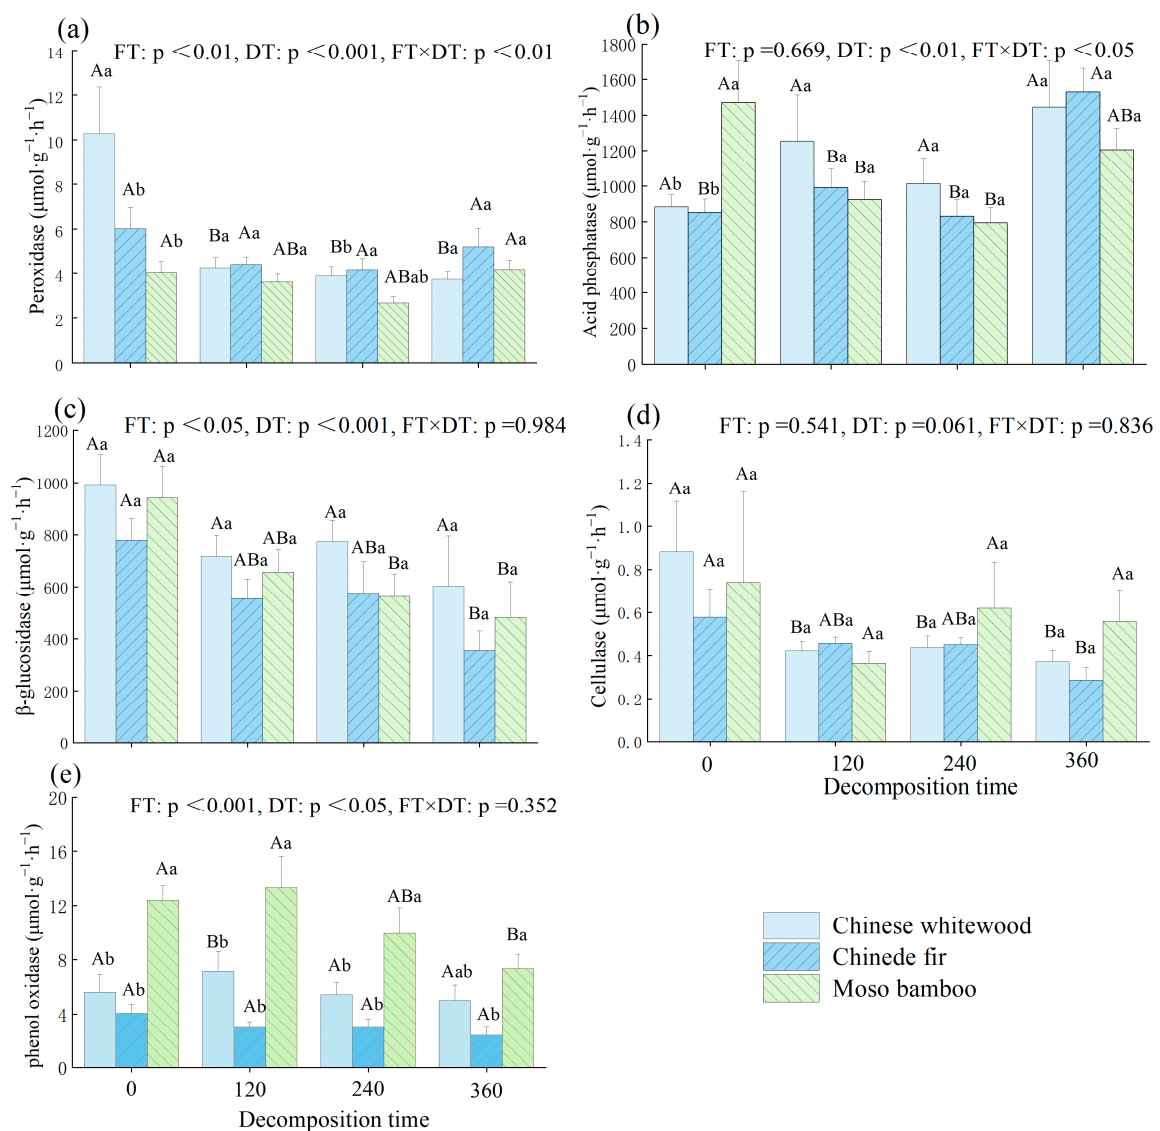 (a)
FT: p <0.01, DT: p <0.001, FT×DT: p <0.01
Peroxidase (μmol·g⁻¹·h⁻¹)
14
12
10
8
6
4
2
0
Aa
Ab
Ab
Ba
Aa
ABa
Bb
Aa
ABab
Ba
Aa
Aa
(b)
FT: p =0.669, DT: p <0.01, FT×DT: p <0.05
Acid phosphatase (μmol·g⁻¹·h⁻¹)
1800
1600
1400
1200
1000
800
600
400
200
0
Ab
Bb
Aa
Aa
Ba
Ba
Aa
Ba
Ba
Aa
Aa
ABa
(c)
FT: p <0.05, DT: p <0.001, FT×DT: p =0.984
β-glucosidase (μmol·g⁻¹·h⁻¹)
1200
1000
800
600
400
200
0
Aa
Aa
Aa
Aa
ABa
ABa
Aa
ABa
Ba
Aa
Ba
Ba
(d)
FT: p =0.541, DT: p =0.061, FT×DT: p =0.836
Cellulase (μmol·g⁻¹·h⁻¹)
1.4
1.2
1.0
0.8
0.6
0.4
0.2
0.0
Aa
Aa
Aa
Ba
ABa
Aa
Ba
ABa
Aa
Ba
Ba
Aa
0 120 240 360
Decomposition time
(e)
FT: p <0.001, DT: p <0.05, FT×DT: p =0.352
phenol oxidase (μmol·g⁻¹·h⁻¹)
20
16
12
8
4
0
Ab
Ab
Aa
Bb
Ab
Aa
Ab
Ab
ABa
Aab
Ab
Ba
0 120 240 360
Decomposition time
Chinese whitewood
Chinede fir
Moso bamboo